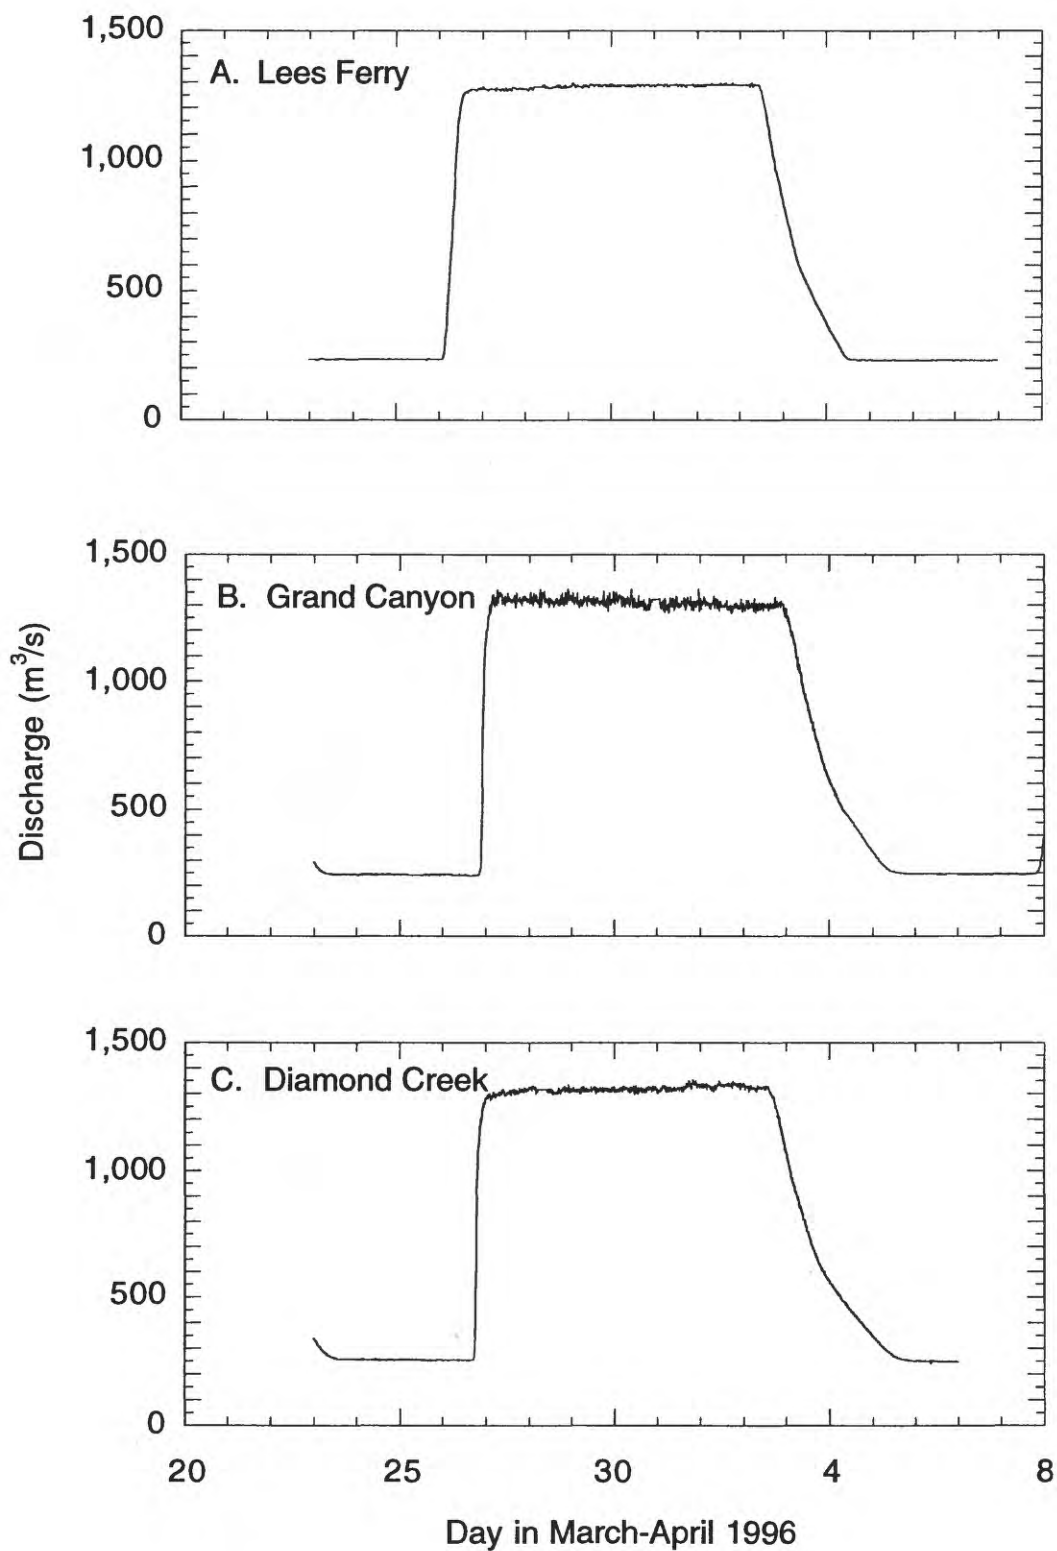 1,500
A. Lees Ferry
1,000
500
0
1,500
B. Grand Canyon
1,000
500
0
Discharge (m³/s)
1,500
C. Diamond Creek
1,000
500
0
20 25 30 4 8
Day in March-April 1996